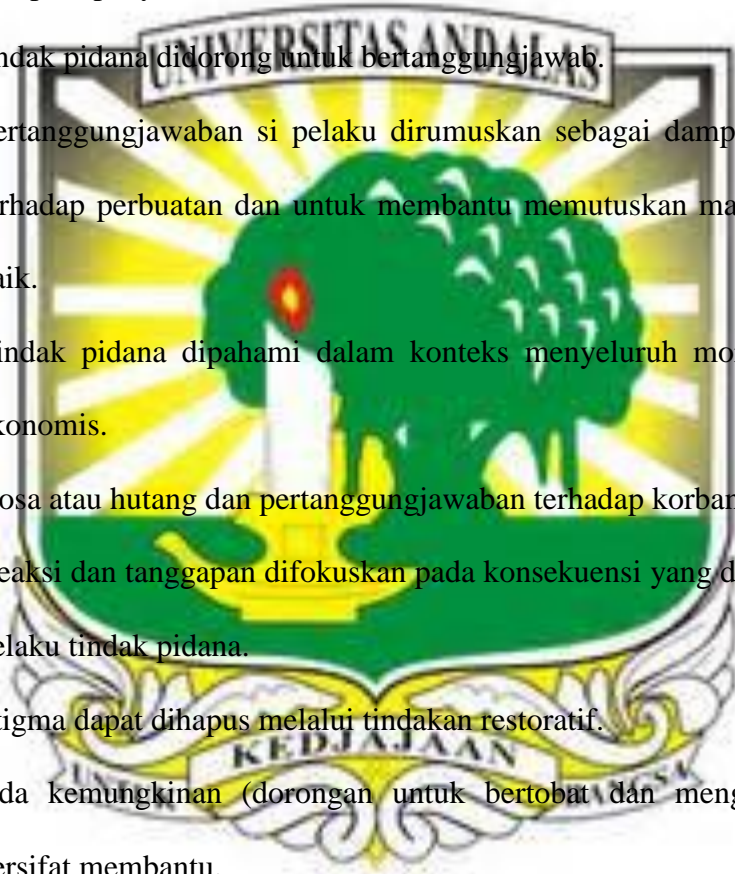 UNIVERSITAS ANDALAS
ndak pidana didorong untuk bertanggungjawab.
ertanggungjawaban si pelaku dirumuskan sebagai damp
rhadap perbuatan dan untuk membantu memutuskan ma
aik.
indak pidana dipahami dalam konteks menyeluruh mo
konomis.
osa atau hutang dan pertanggungjawaban terhadap korban
eaksi dan tanggapan difokuskan pada konsekuensi yang d
elaku tindak pidana.
tigma dapat dihapus melalui tindakan restoratif.
KEDJAJAAN
UNTUK BANGSA
da kemungkinan (dorongan untuk bertobat dan meng
ersifat membantu.